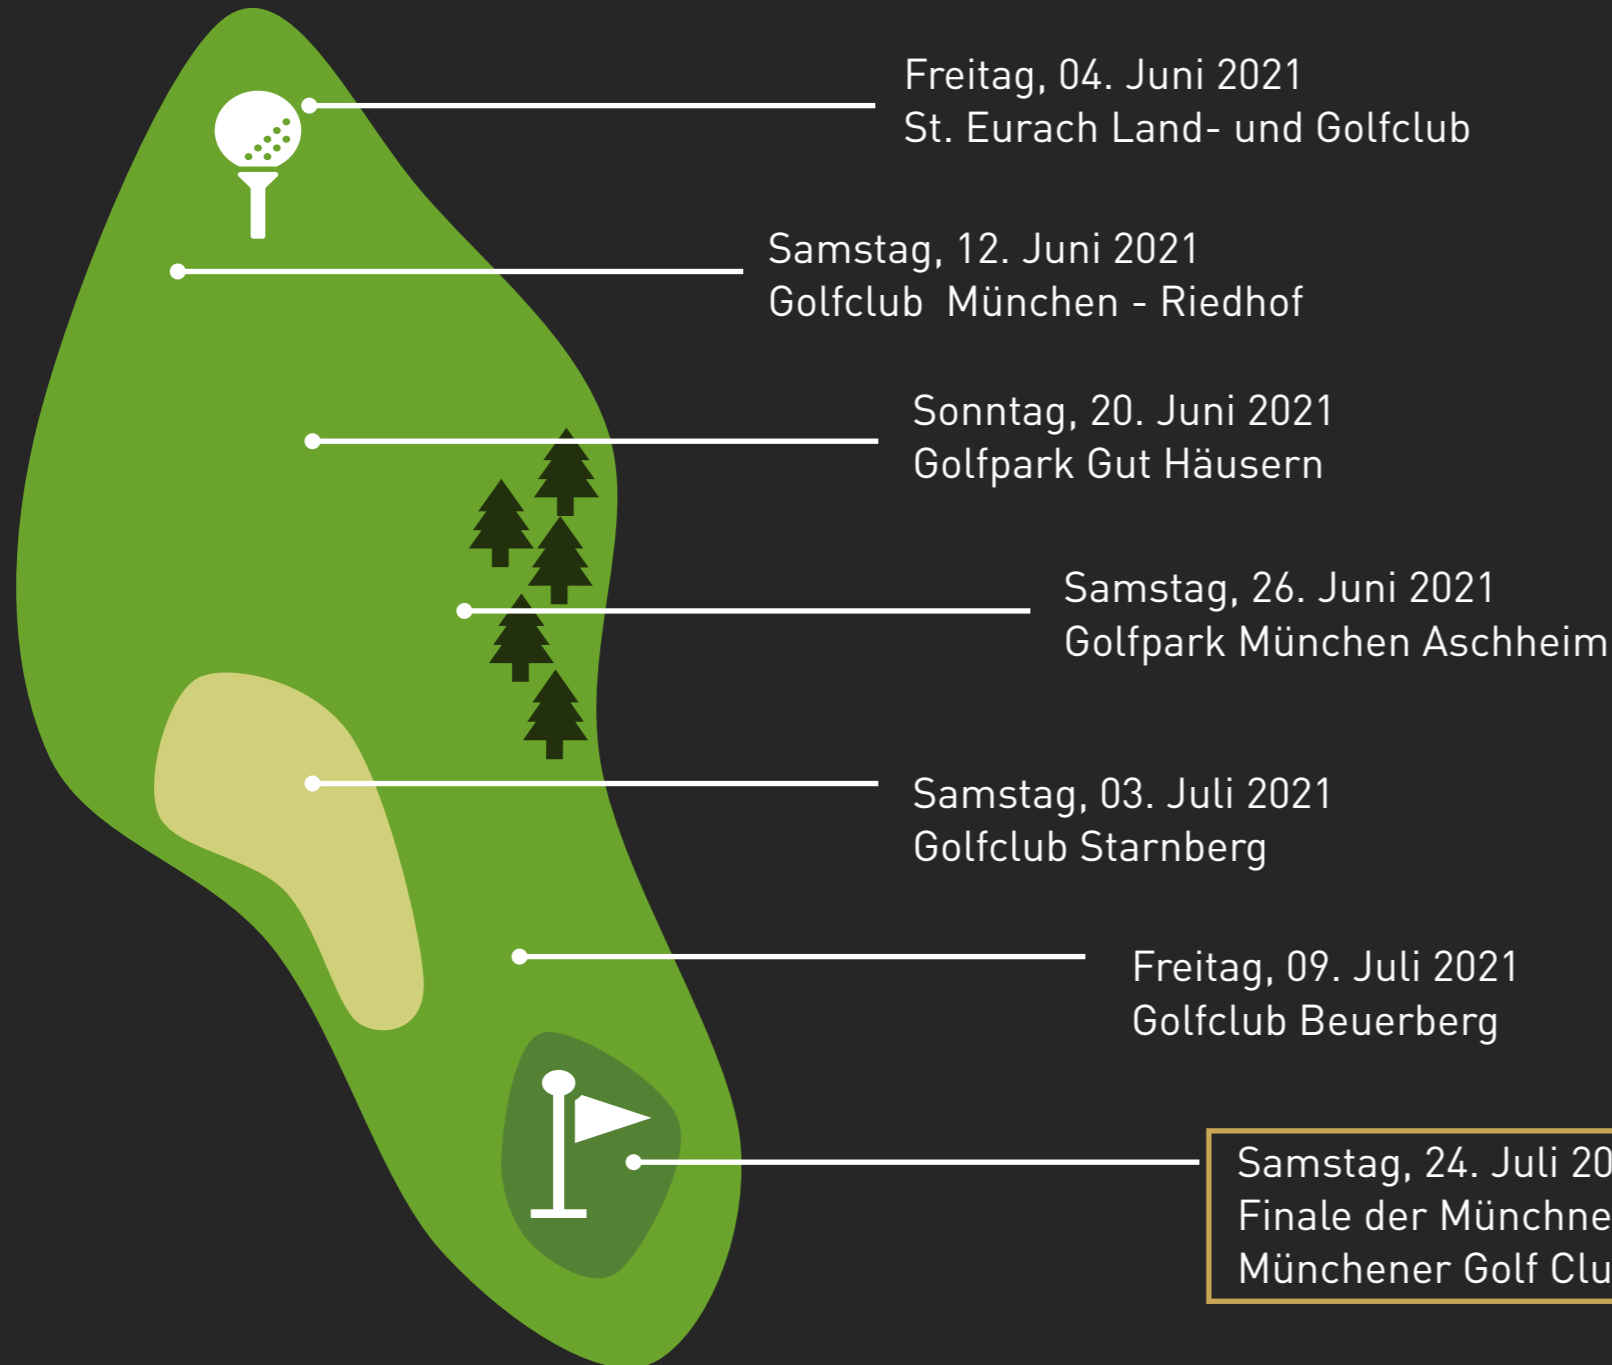 Freitag, 04. Juni 2021
St. Eurach Land- und Golfclub
Samstag, 12. Juni 2021
Golfclub München - Riedhof
Sonntag, 20. Juni 2021
Golfpark Gut Häusern
Samstag, 26. Juni 2021
Golfpark München Aschheim
Samstag, 03. Juli 2021
Golfclub Starnberg
Freitag, 09. Juli 2021
Golfclub Beuerberg
Samstag, 24. Juli
Finale der
Münchener Golf